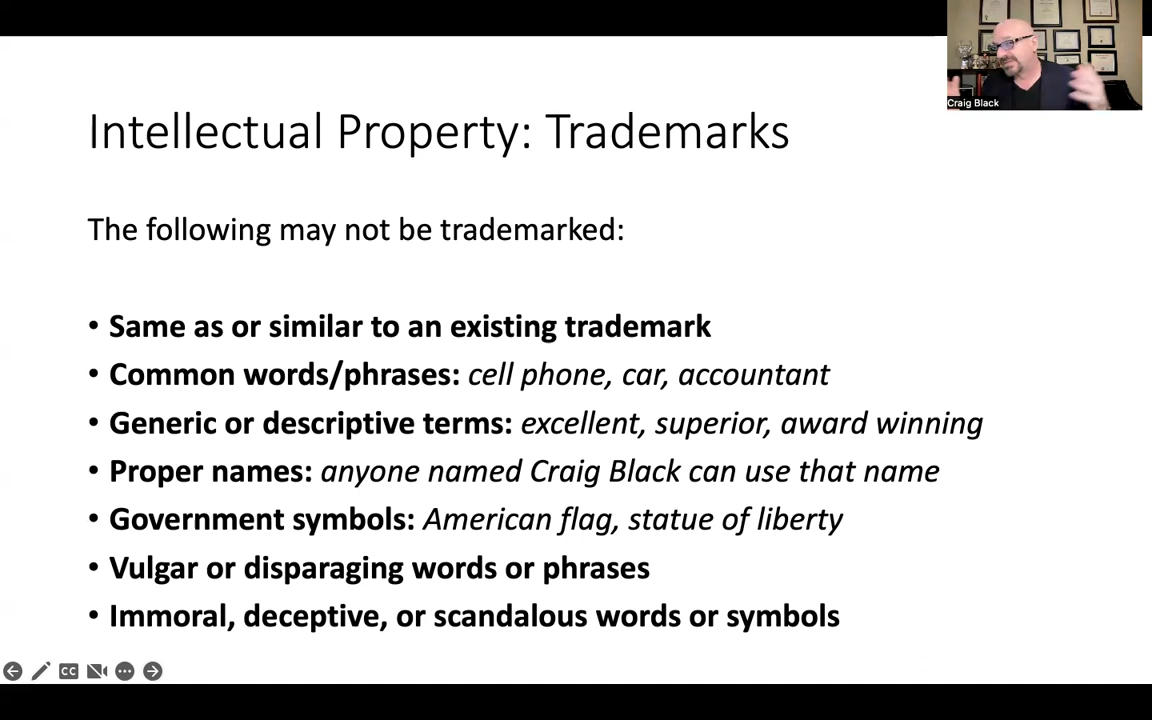 Craig Black
Intellectual Property: Trademarks
The following may not be trademarked:
• Same as or similar to an existing trademark
• Common words/phrases: cell phone, car, accountant
• Generic or descriptive terms: excellent, superior, award winning
• Proper names: anyone named Craig Black can use that name
• Government symbols: American flag, statue of liberty
• Vulgar or disparaging words or phrases
• Immoral, deceptive, or scandalous words or symbols
CC